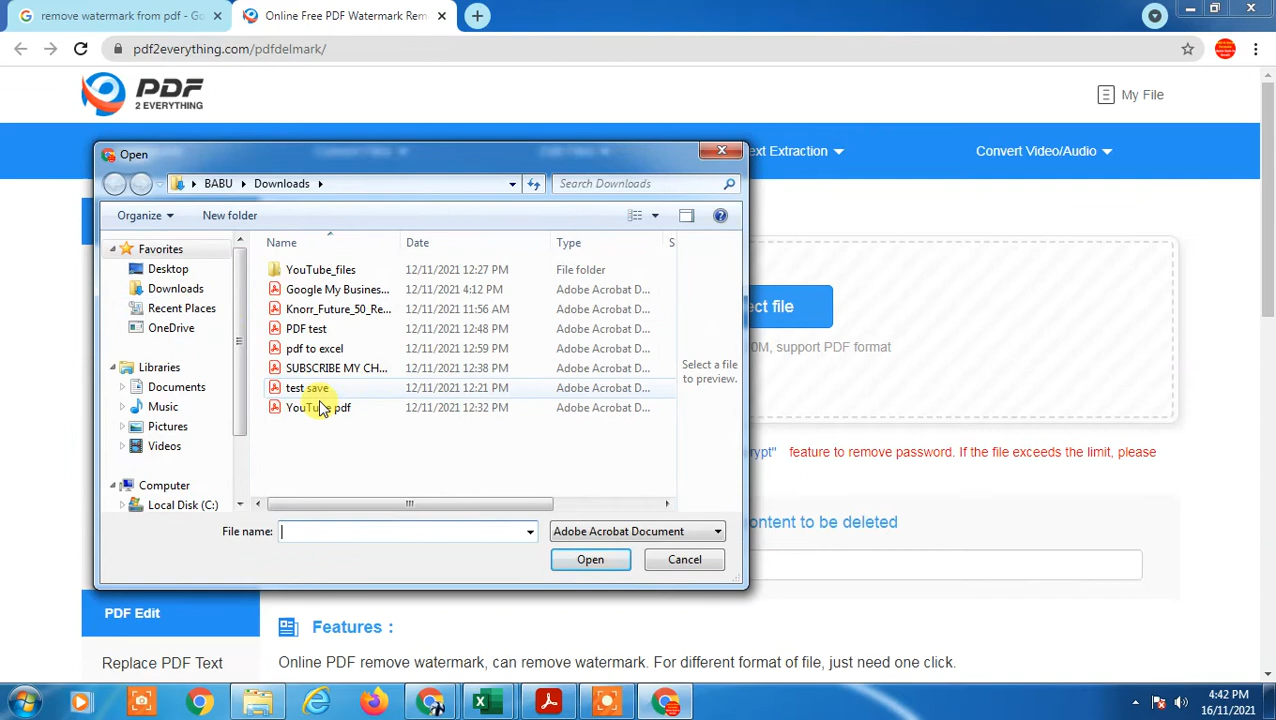 remove watermark from pdf - Go
Online Free PDF Watermark Rem
pdf2everything.com/pdfdelmark/
PDF
2 EVERYTHING
My File
ext Extraction
Convert Video/Audio
Open
BABU
Downloads
Search Downloads
Organize
New folder
Favorites
Desktop
Downloads
Recent Places
OneDrive
Libraries
Documents
Music
Pictures
Videos
Computer
Local Disk (C:)
Name Date Type S
YouTube_files 12/11/2021 12:27 PM File folder
Google My Busines... 12/11/2021 4:12 PM Adobe Acrobat D...
Knorr_Future_50_Re... 12/11/2021 11:56 AM Adobe Acrobat D...
PDF test 12/11/2021 12:48 PM Adobe Acrobat D...
pdf to excel 12/11/2021 12:59 PM Adobe Acrobat D...
SUBSCRIBE MY CH... 12/11/2021 12:38 PM Adobe Acrobat D...
test save 12/11/2021 12:21 PM Adobe Acrobat D...
YouTube pdf 12/11/2021 12:32 PM Adobe Acrobat D...
Select a file
to preview.
File name:
Adobe Acrobat Document
Open
Cancel
ect file
0M, support PDF format
rypt" feature to remove password. If the file exceeds the limit, please
ontent to be deleted
PDF Edit
Replace PDF Text
Features :
Online PDF remove watermark, can remove watermark. For different format of file, just need one click.
4:42 PM
16/11/2021